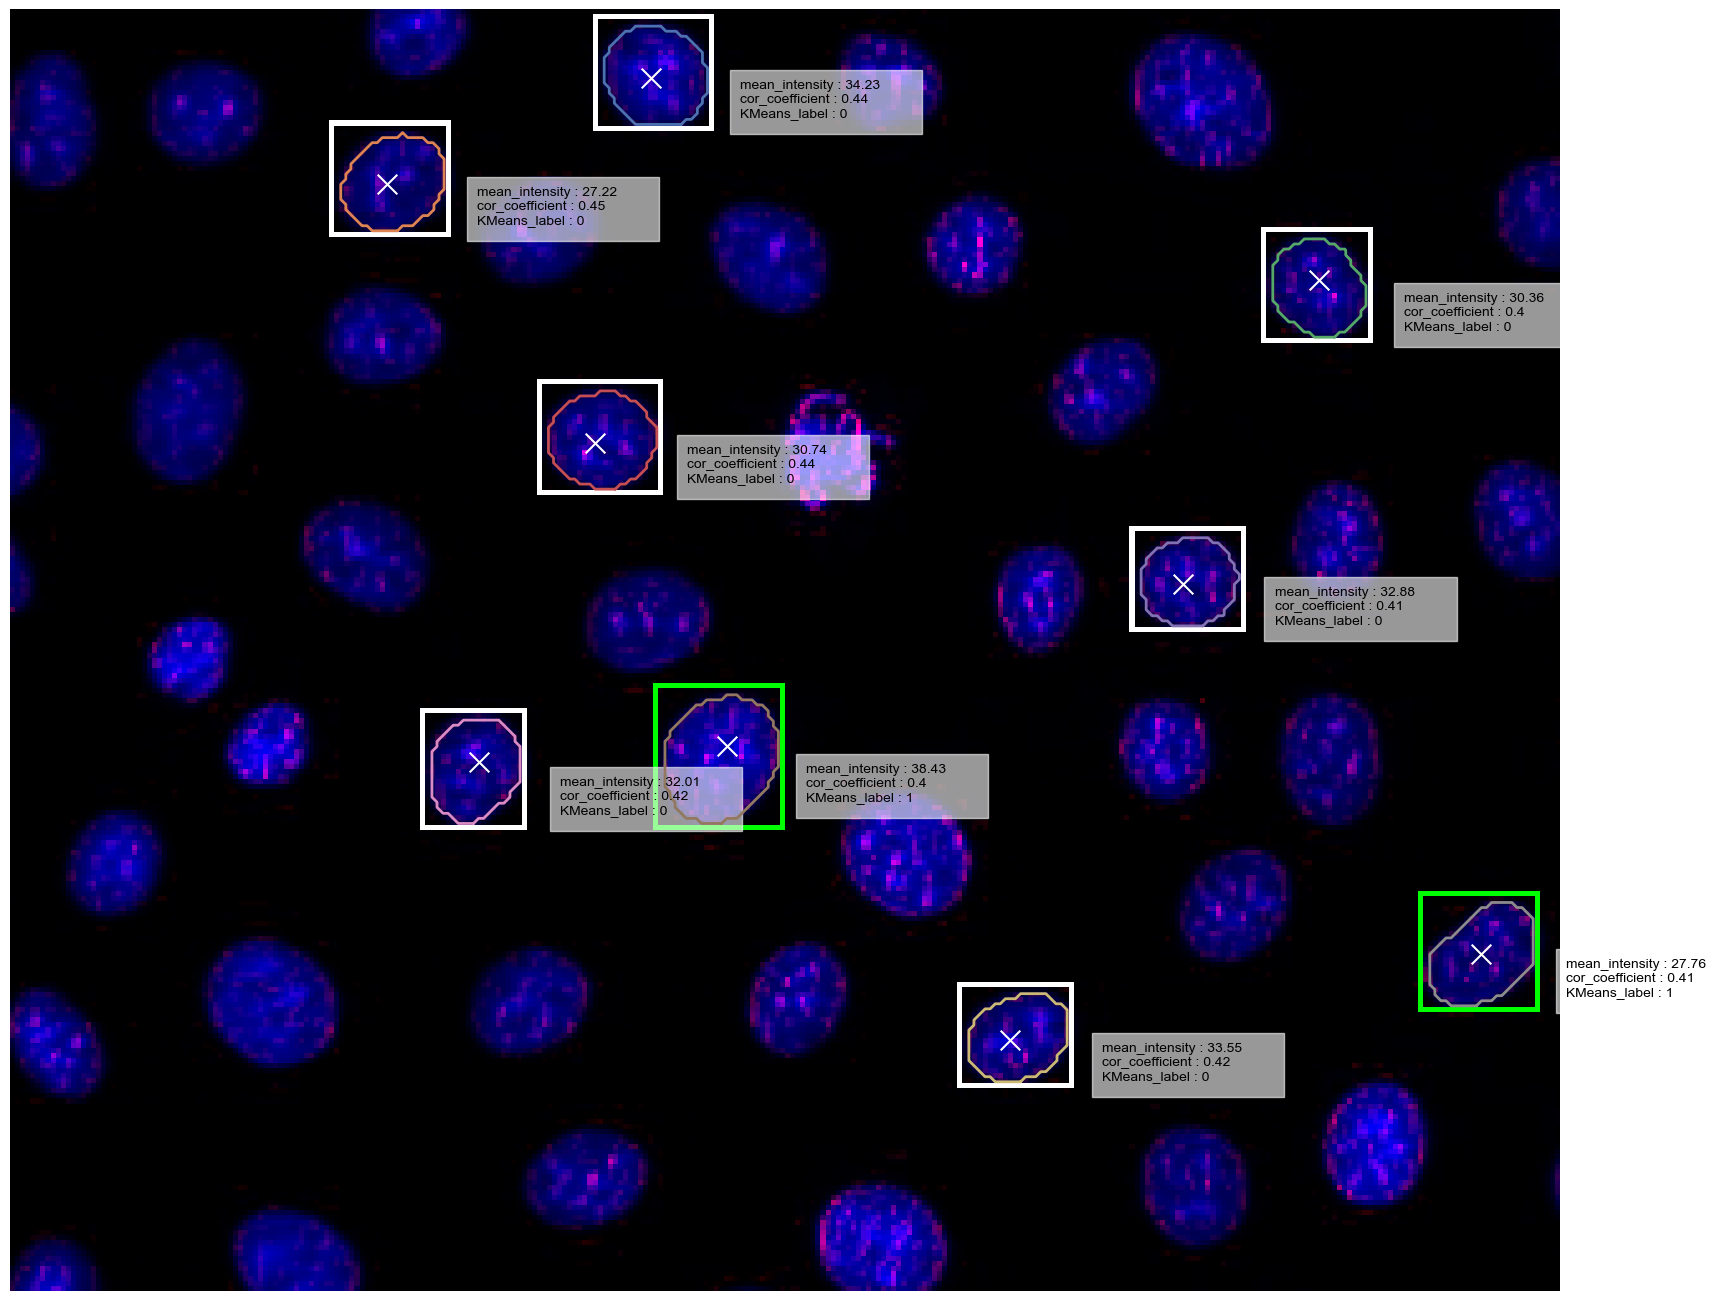 mean_intensity : 34.23
cor_coefficient : 0.44
KMeans_label : 0
mean_intensity : 27.22
cor_coefficient : 0.45
KMeans_label : 0
mean_intensity : 30.36
cor_coefficient : 0.4
KMeans_label : 0
mean_intensity : 30.74
cor_coefficient : 0.44
KMeans_label : 0
mean_intensity : 32.88
cor_coefficient : 0.41
KMeans_label : 0
mean_intensity : 32.01
cor_coefficient : 0.42
KMeans_label : 0
mean_intensity : 38.43
cor_coefficient : 0.4
KMeans_label : 1
mean_intensity : 27.76
cor_coefficient : 0.41
KMeans_label : 1
mean_intensity : 33.55
cor_coefficient : 0.42
KMeans_label : 0